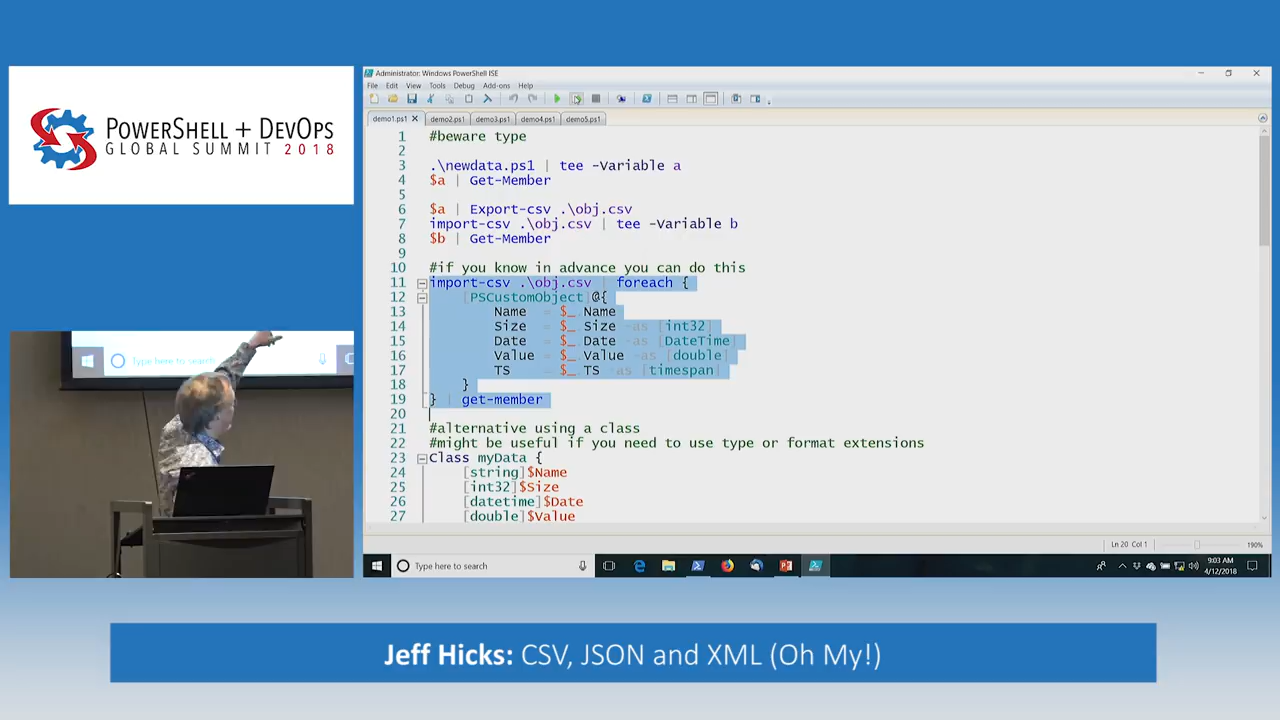 POWERSHELL + DEVOPS
GLOBAL SUMMIT 2018
Type here to search
Administrator: Windows PowerShell ISE
File Edit View Tools Debug Add-ons Help
demo1.ps1 demo2.ps1 demo3.ps1 demo4.ps1 demo5.ps1
1 #beware type
2
3 .\newdata.ps1 | tee -Variable a
4 $a | Get-Member
5
6 $a | Export-csv .\obj.csv
7 import-csv .\obj.csv | tee -Variable b
8 $b | Get-Member
9
10 #if you know in advance you can do this
11 import-csv .\obj.csv | foreach {
12 [PSCustomObject]@{
13 Name = $_.Name
14 Size = $_.Size -as [int32]
15 Date = $_.Date -as [DateTime]
16 Value = $_.Value -as [double]
17 TS = $_.TS -as [timespan]
18 }
19 } | get-member
20
21 #alternative using a class
22 #might be useful if you need to use type or format extensions
23 Class myData {
24 [string]$Name
25 [int32]$Size
26 [datetime]$Date
27 [double]$Value
Ln 20 Col 1 190%
Type here to search
9:03 AM
4/12/2018
Jeff Hicks: CSV, JSON and XML (Oh My!)